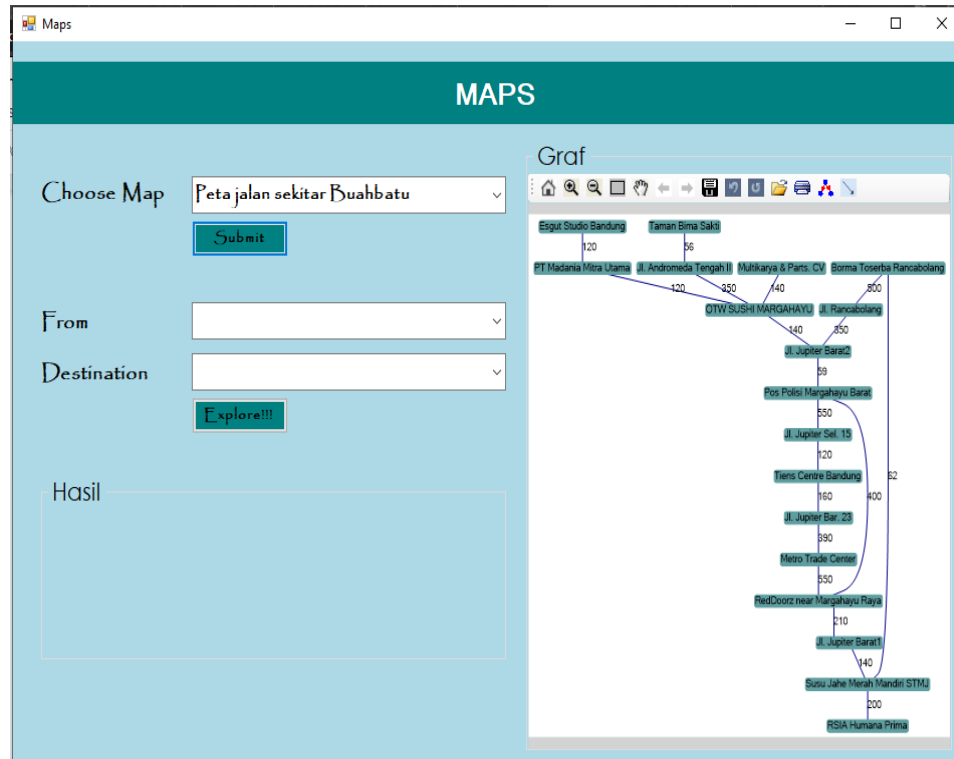 Maps
MAPS
Choose Map
Peta jalan sekitar Buahbatu
Submit
From
Destination
Explore!!!
Hasil
Graf
Esgut Studio Bandung Taman Bima Sakti
120 56
PT Madania Mitra Utama Jl. Andromeda Tengah II Multikarya & Parts. CV Borma Toserba Rancabolang
120 350 140 800
OTW SUSHI MARGAHAYU Jl. Rancabolang
140 350
Jl. Jupiter Barat2
59
Pos Polisi Margahayu Barat
550
Jl. Jupiter Sel. 15
120
Tiens Centre Bandung 62
160 400
Jl. Jupiter Bar. 23
390
Metro Trade Center
550
RedDoorz near Margahayu Raya
210
Jl. Jupiter Barat1
140
Susu Jahe Merah Mandiri STMJ
200
RSIA Humana Prima